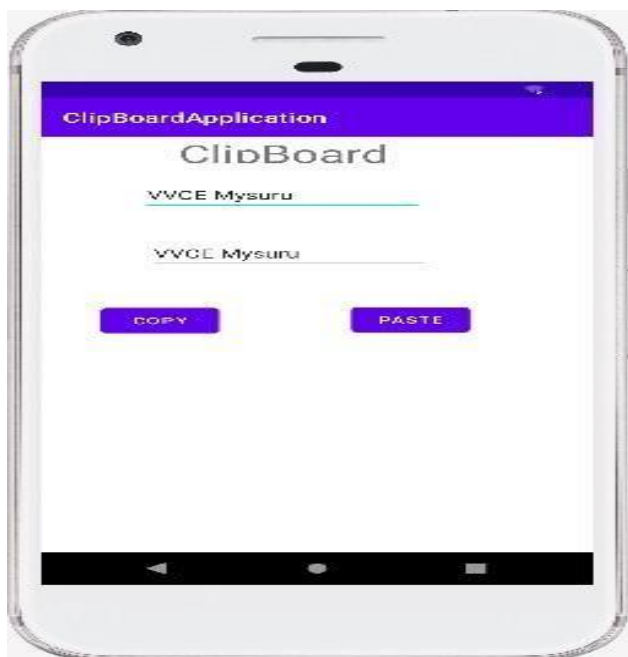 ClipBoardApplication
ClipBoard
VVCE Mysuru
VVCE Mysuru
COPY
PASTE